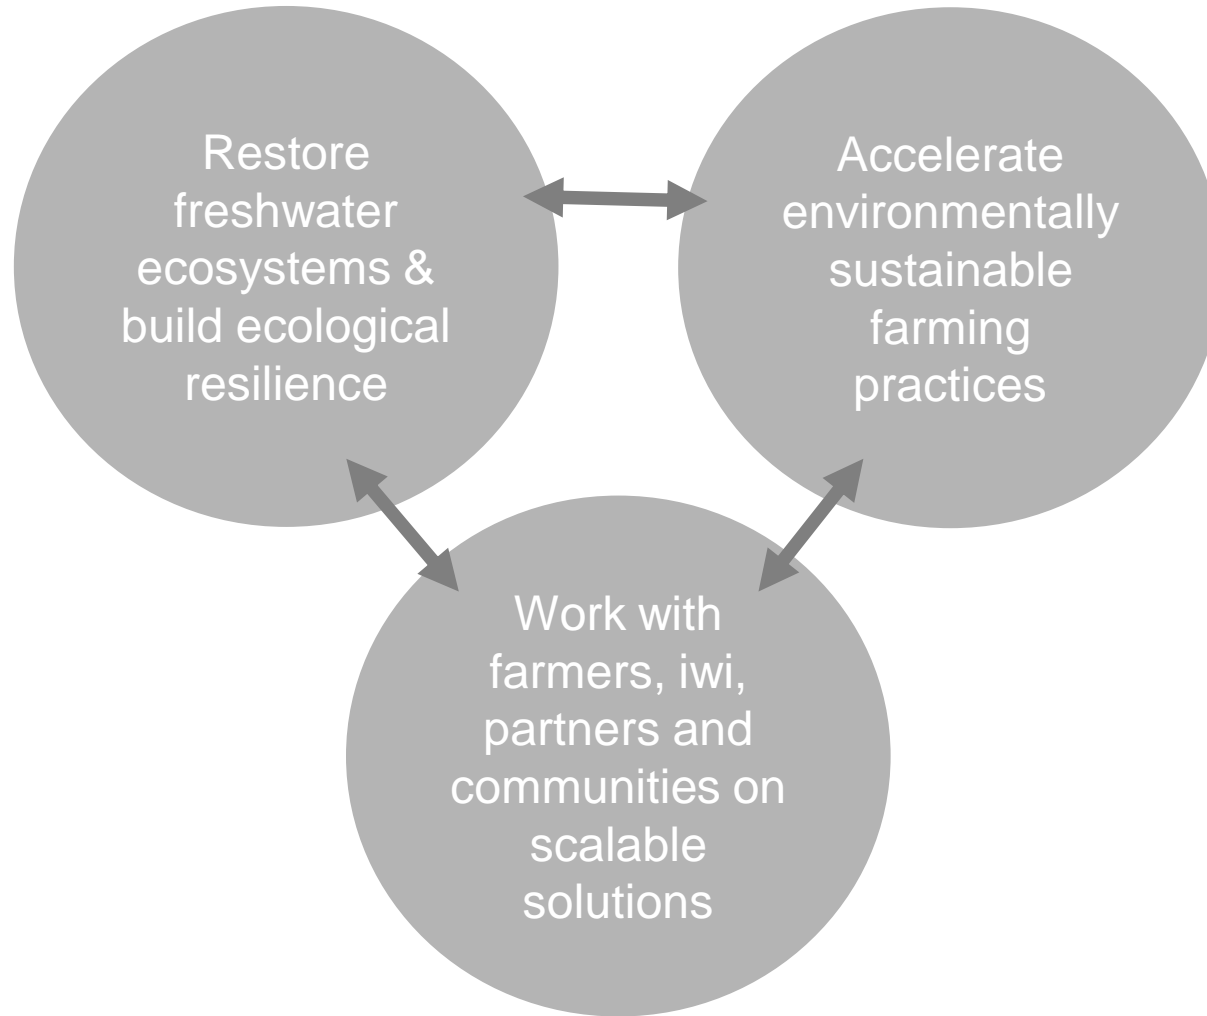 Restore
freshwater
ecosystems &
build ecological
resilience
Accelerate
environmentally
sustainable
farming
practices
Work with
farmers, iwi,
partners and
communities on
scalable
solutions